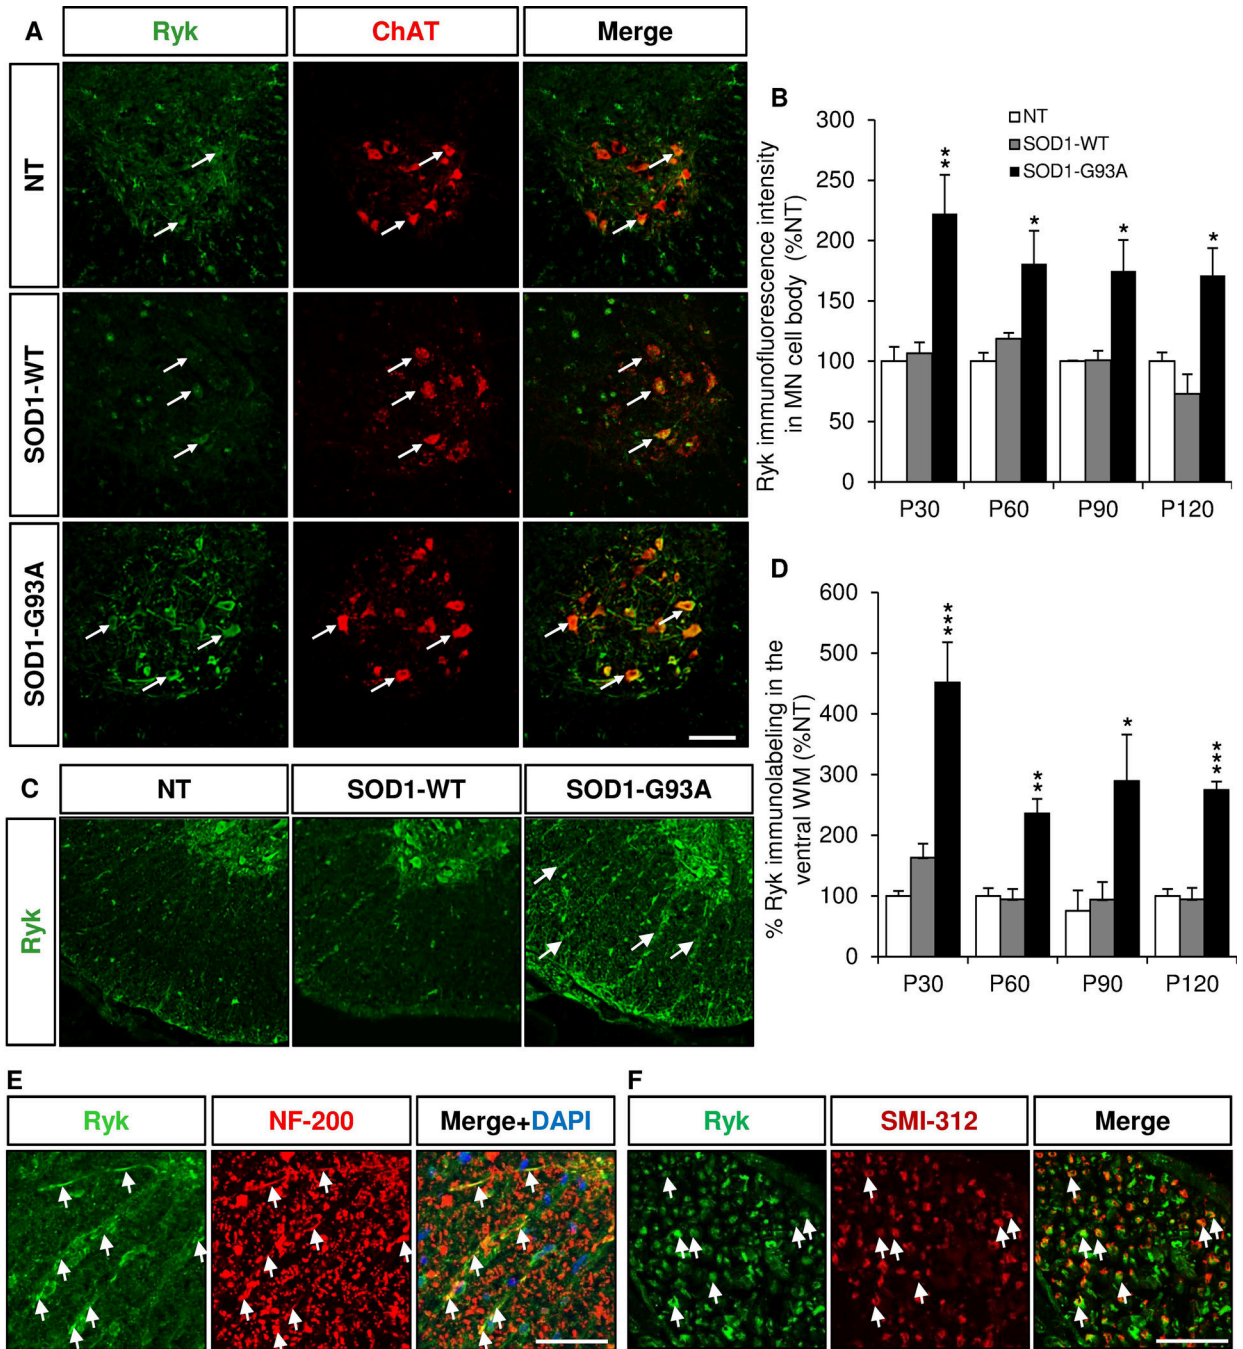 A
Ryk
ChAT
Merge
NT
SOD1-WT
SOD1-G93A
B
NT
SOD1-WT
SOD1-G93A
Ryk immunofluorescence intensity
in MN cell body (%NT)
300
250
200
150
100
50
0
**
*
*
*
P30
P60
P90
P120
C
NT
SOD1-WT
SOD1-G93A
Ryk
D
% Ryk immunolabeling in the
ventral WM (%NT)
600
500
400
300
200
100
0
***
**
*
***
P30
P60
P90
P120
E
Ryk
NF-200
Merge+DAPI
F
Ryk
SMI-312
Merge